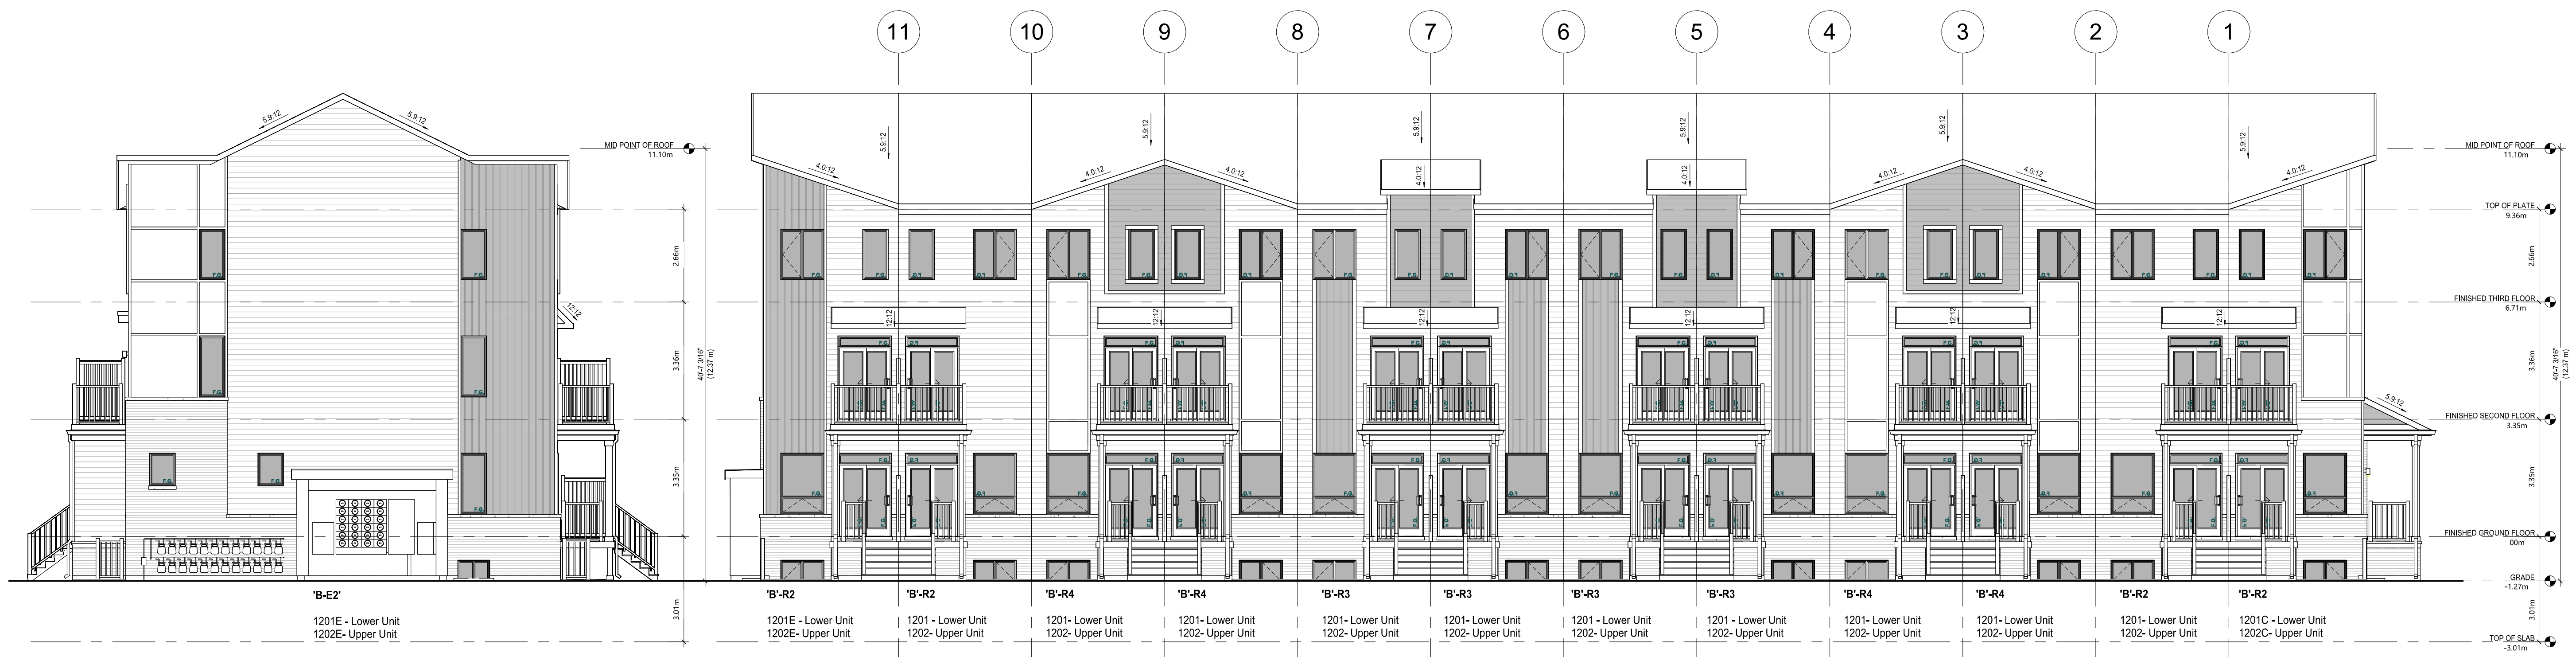 11 10 9 8 7 6 5 4 3 2 1
5.9:12 5.9:12
MID POINT OF ROOF
11.10m
5.9:12 5.9:12 5.9:12 5.9:12 5.9:12 5.9:12
MID POINT OF ROOF
11.10m
4.0:12 4.0:12 4.0:12 4.0:12 4.0:12 4.0:12 4.0:12 4.0:12
TOP OF PLATE
9.36m
2.66m
F.G. F.G.
2.66m
FINISHED THIRD FLOOR
6.71m
12:12
12:12 12:12 12:12 12:12 12:12 12:12
3.36m
40'-7 3/16"
(12.37 m)
F.G. F.G.
3.36m
40'-7 3/16"
(12.37 m)
5.9:12
FINISHED SECOND FLOOR
3.35m
3.35m
F.G. F.G. F.G.
3.35m
FINISHED GROUND FLOOR
00m
GRADE
-1.27m
'B-E2'
'B'-R2 'B'-R2 'B'-R4 'B'-R4 'B'-R3 'B'-R3 'B'-R3 'B'-R3 'B'-R4 'B'-R4 'B'-R2 'B'-R2
3.01m
3.01m
1201E - Lower Unit
1202E- Upper Unit
1201E - Lower Unit 1201 - Lower Unit 1201- Lower Unit 1201- Lower Unit 1201- Lower Unit 1201- Lower Unit 1201 - Lower Unit 1201- Lower Unit 1201- Lower Unit 1201- Lower Unit 1201- Lower Unit 1201C - Lower Unit
1202E- Upper Unit 1202- Upper Unit 1202- Upper Unit 1202- Upper Unit 1202- Upper Unit 1202- Upper Unit 1202- Upper Unit 1202- Upper Unit 1202- Upper Unit 1202- Upper Unit 1202- Upper Unit 1202C- Upper Unit
TOP OF SLAB
-3.01m